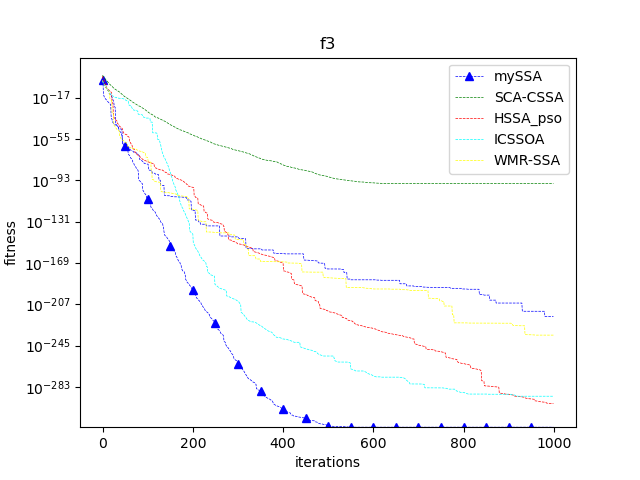 f3
mySSA
SCA-CSSA
HSSA_pso
ICSSOA
WMR-SSA
10⁻¹⁷
10⁻⁵⁵
10⁻⁹³
10⁻¹³¹
10⁻¹⁶⁹
10⁻²⁰⁷
10⁻²⁴⁵
10⁻²⁸³
fitness
0 200 400 600 800 1000
iterations